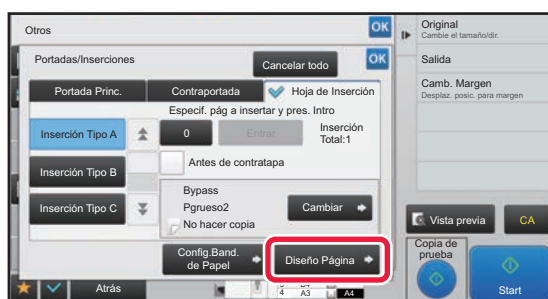 Otros
OK
Portadas/Inserciones
Cancelar todo
OK
Portada Princ.
Contraportada
Hoja de Inserción
Especif. pág a insertar y pres. Intro
Inserción Tipo A
0
Entrar
Inserción
Total:1
Inserción Tipo B
Antes de contratapa
Inserción Tipo C
Bypass
Pgrueso2
No hacer copia
Cambiar
Config.Band.
de Papel
Diseño Página
Atrás
4
A3
A4
Original
Cambie el tamaño/dir.
Salida
Camb. Margen
Desplaz. posic. para margen
Vista previa
CA
Copia de
prueba
Start